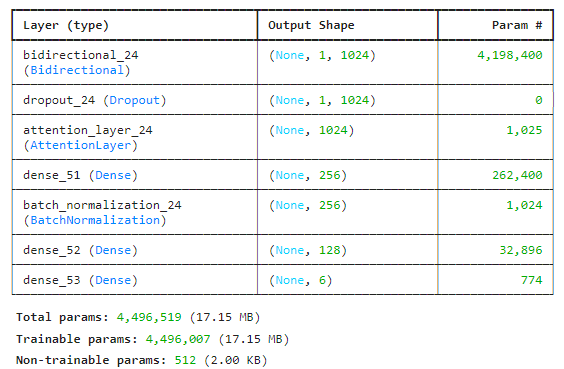 Layer (type) Output Shape Param #
bidirectional_24 (None, 1, 1024) 4,198,400
(Bidirectional)
dropout_24 (Dropout) (None, 1, 1024) 0
attention_layer_24 (None, 1024) 1,025
(AttentionLayer)
dense_51 (Dense) (None, 256) 262,400
batch_normalization_24 (None, 256) 1,024
(BatchNormalization)
dense_52 (Dense) (None, 128) 32,896
dense_53 (Dense) (None, 6) 774
Total params: 4,496,519 (17.15 MB)
Trainable params: 4,496,007 (17.15 MB)
Non-trainable params: 512 (2.00 KB)